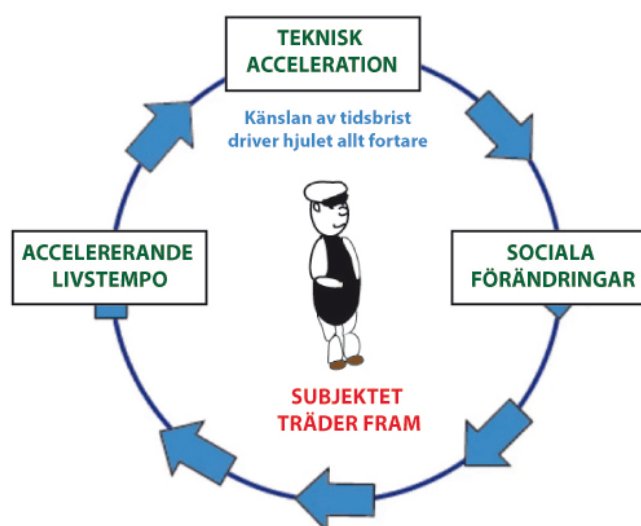 TEKNISK
ACCELERATION
Känslan av tidsbrist
driver hjulet allt fortare
ACCELERERANDE
LIVSTEMPO
SOCIALA
FÖRÄNDRINGAR
SUBJEKTET
TRÄDER FRAM